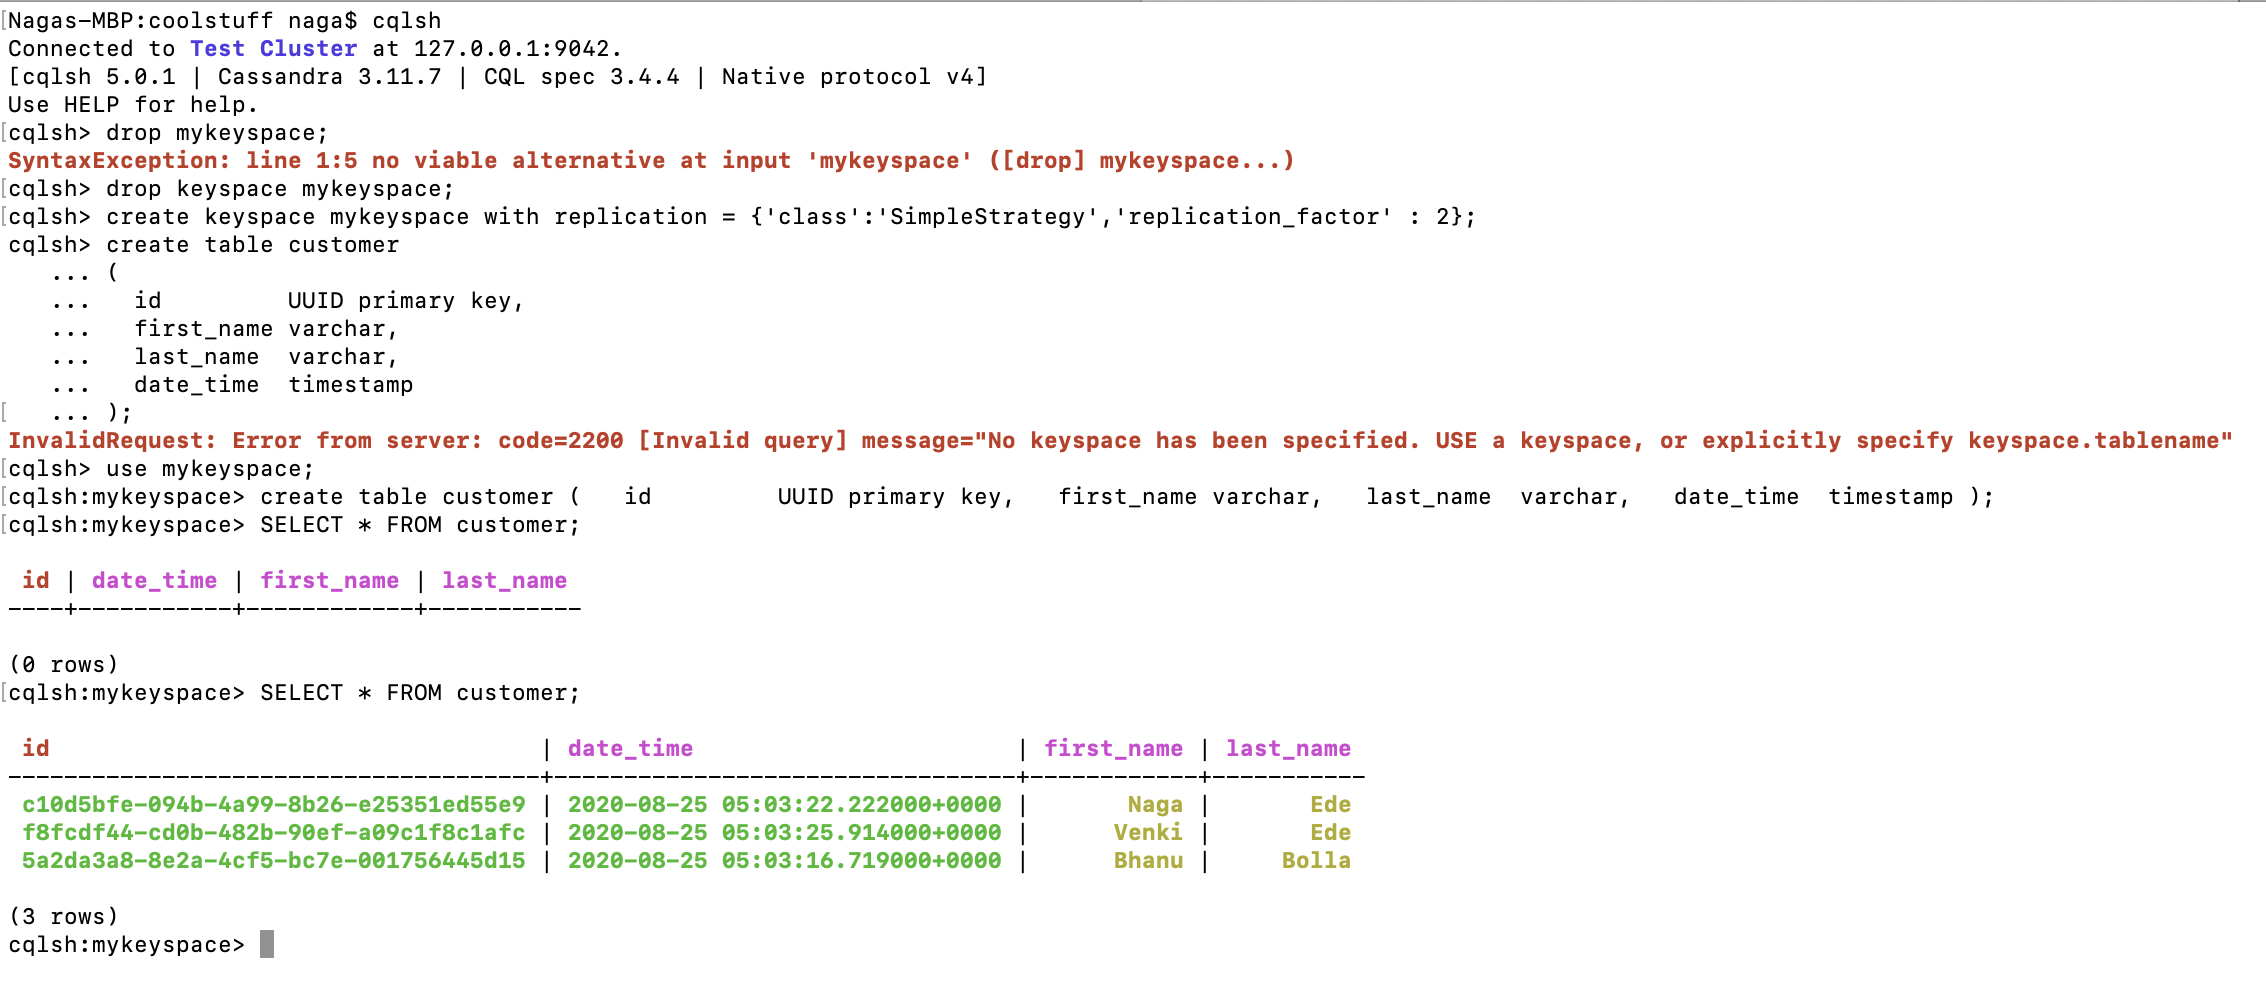 [Nagas-MBP:coolstuff naga$ cqlsh
Connected to Test Cluster at 127.0.0.1:9042.
[cqlsh 5.0.1 | Cassandra 3.11.7 | CQL spec 3.4.4 | Native protocol v4]
Use HELP for help.
[cqlsh> drop mykeyspace;
SyntaxException: line 1:5 no viable alternative at input 'mykeyspace' ([drop] mykeyspace...)
[cqlsh> drop keyspace mykeyspace;
[cqlsh> create keyspace mykeyspace with replication = {'class':'SimpleStrategy','replication_factor' : 2};
cqlsh> create table customer
   ... (
   ...   id         UUID primary key,
   ...   first_name varchar,
   ...   last_name  varchar,
   ...   date_time  timestamp
[   ... );
InvalidRequest: Error from server: code=2200 [Invalid query] message="No keyspace has been specified. USE a keyspace, or explicitly specify keyspace.tablename"
[cqlsh> use mykeyspace;
[cqlsh:mykeyspace> create table customer (   id         UUID primary key,   first_name varchar,   last_name  varchar,   date_time  timestamp );
[cqlsh:mykeyspace> SELECT * FROM customer;
 id | date_time | first_name | last_name
----+-----------+------------+-----------
(0 rows)
[cqlsh:mykeyspace> SELECT * FROM customer;
 id                                   | date_time                       | first_name | last_name
--------------------------------------+---------------------------------+------------+-----------
 c10d5bfe-094b-4a99-8b26-e25351ed55e9 | 2020-08-25 05:03:22.222000+0000 |       Naga |       Ede
 f8fcdf44-cd0b-482b-90ef-a09c1f8c1afc | 2020-08-25 05:03:25.914000+0000 |      Venki |       Ede
 5a2da3a8-8e2a-4cf5-bc7e-001756445d15 | 2020-08-25 05:03:16.719000+0000 |      Bhanu |     Bolla
(3 rows)
cqlsh:mykeyspace>